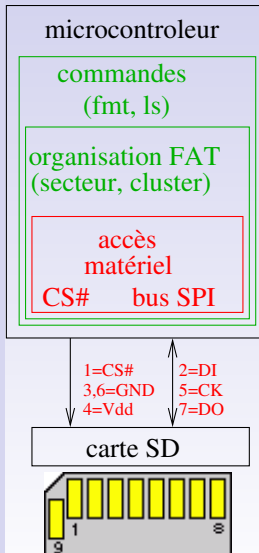 microcontroleur
commandes
(fmt, ls)
organisation FAT
(secteur, cluster)
accès
matériel
CS# bus SPI
1=CS# 2=DI
3,6=GND 5=CK
4=Vdd 7=DO
carte SD
1 8
9